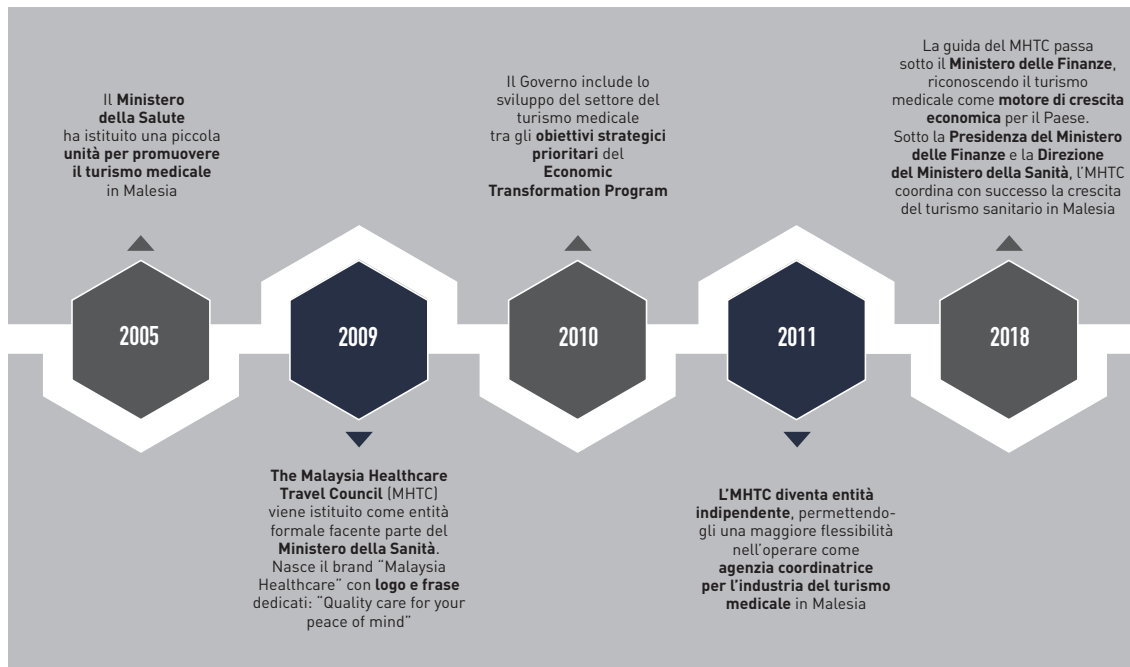 Il Ministero
della Salute
ha istituito una piccola
unità per promuovere
il turismo medicale
in Malesia
2005
2009
The Malaysia Healthcare
Travel Council (MHTC)
viene istituito come entità
formale facente parte del
Ministero della Sanità.
Nasce il brand “Malaysia
Healthcare” con logo e frase
dedicati: “Quality care for your
peace of mind”
Il Governo include lo
sviluppo del settore del
turismo medicale
tra gli obiettivi strategici
prioritari del
Economic
Transformation Program
2010
2011
L’MHTC diventa entità
indipendente, permettendo-
gli una maggiore flessibilità
nell’operare come
agenzia coordinatrice
per l’industria del turismo
medicale in Malesia
La guida del MHTC passa
sotto il Ministero delle Finanze,
riconoscendo il turismo
medicale come motore di crescita
economica per il Paese.
Sotto la Presidenza del Ministero
delle Finanze e la Direzione
del Ministero della Sanità, l’MHTC
coordina con successo la crescita
del turismo sanitario in Malesia
2018